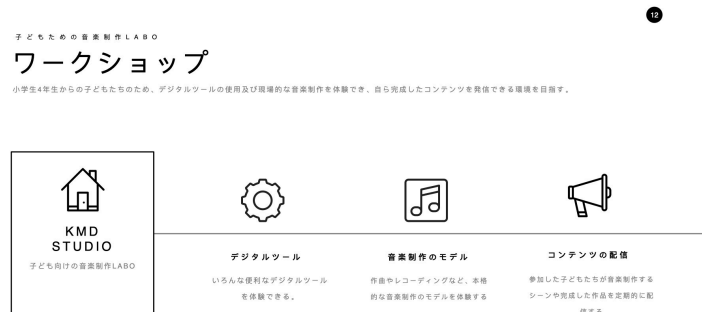 12
子どもための音楽制作LABO
ワークショップ
小学生4年生からの子どもたちのため、デジタルツールの使用及び現場的な音楽制作を体験でき、自ら完成したコンテンツを発信できる環境を目指す。
KMD
STUDIO
子ども向けの音楽制作LABO
デジタルツール
いろんな便利なデジタルツール
を体験できる。
音楽制作のモデル
作曲やレコーディングなど、本格
的な音楽制作のモデルを体験する
コンテンツの配信
参加した子どもたちが音楽制作する
シーンや完成した作品を定期的に配
信する